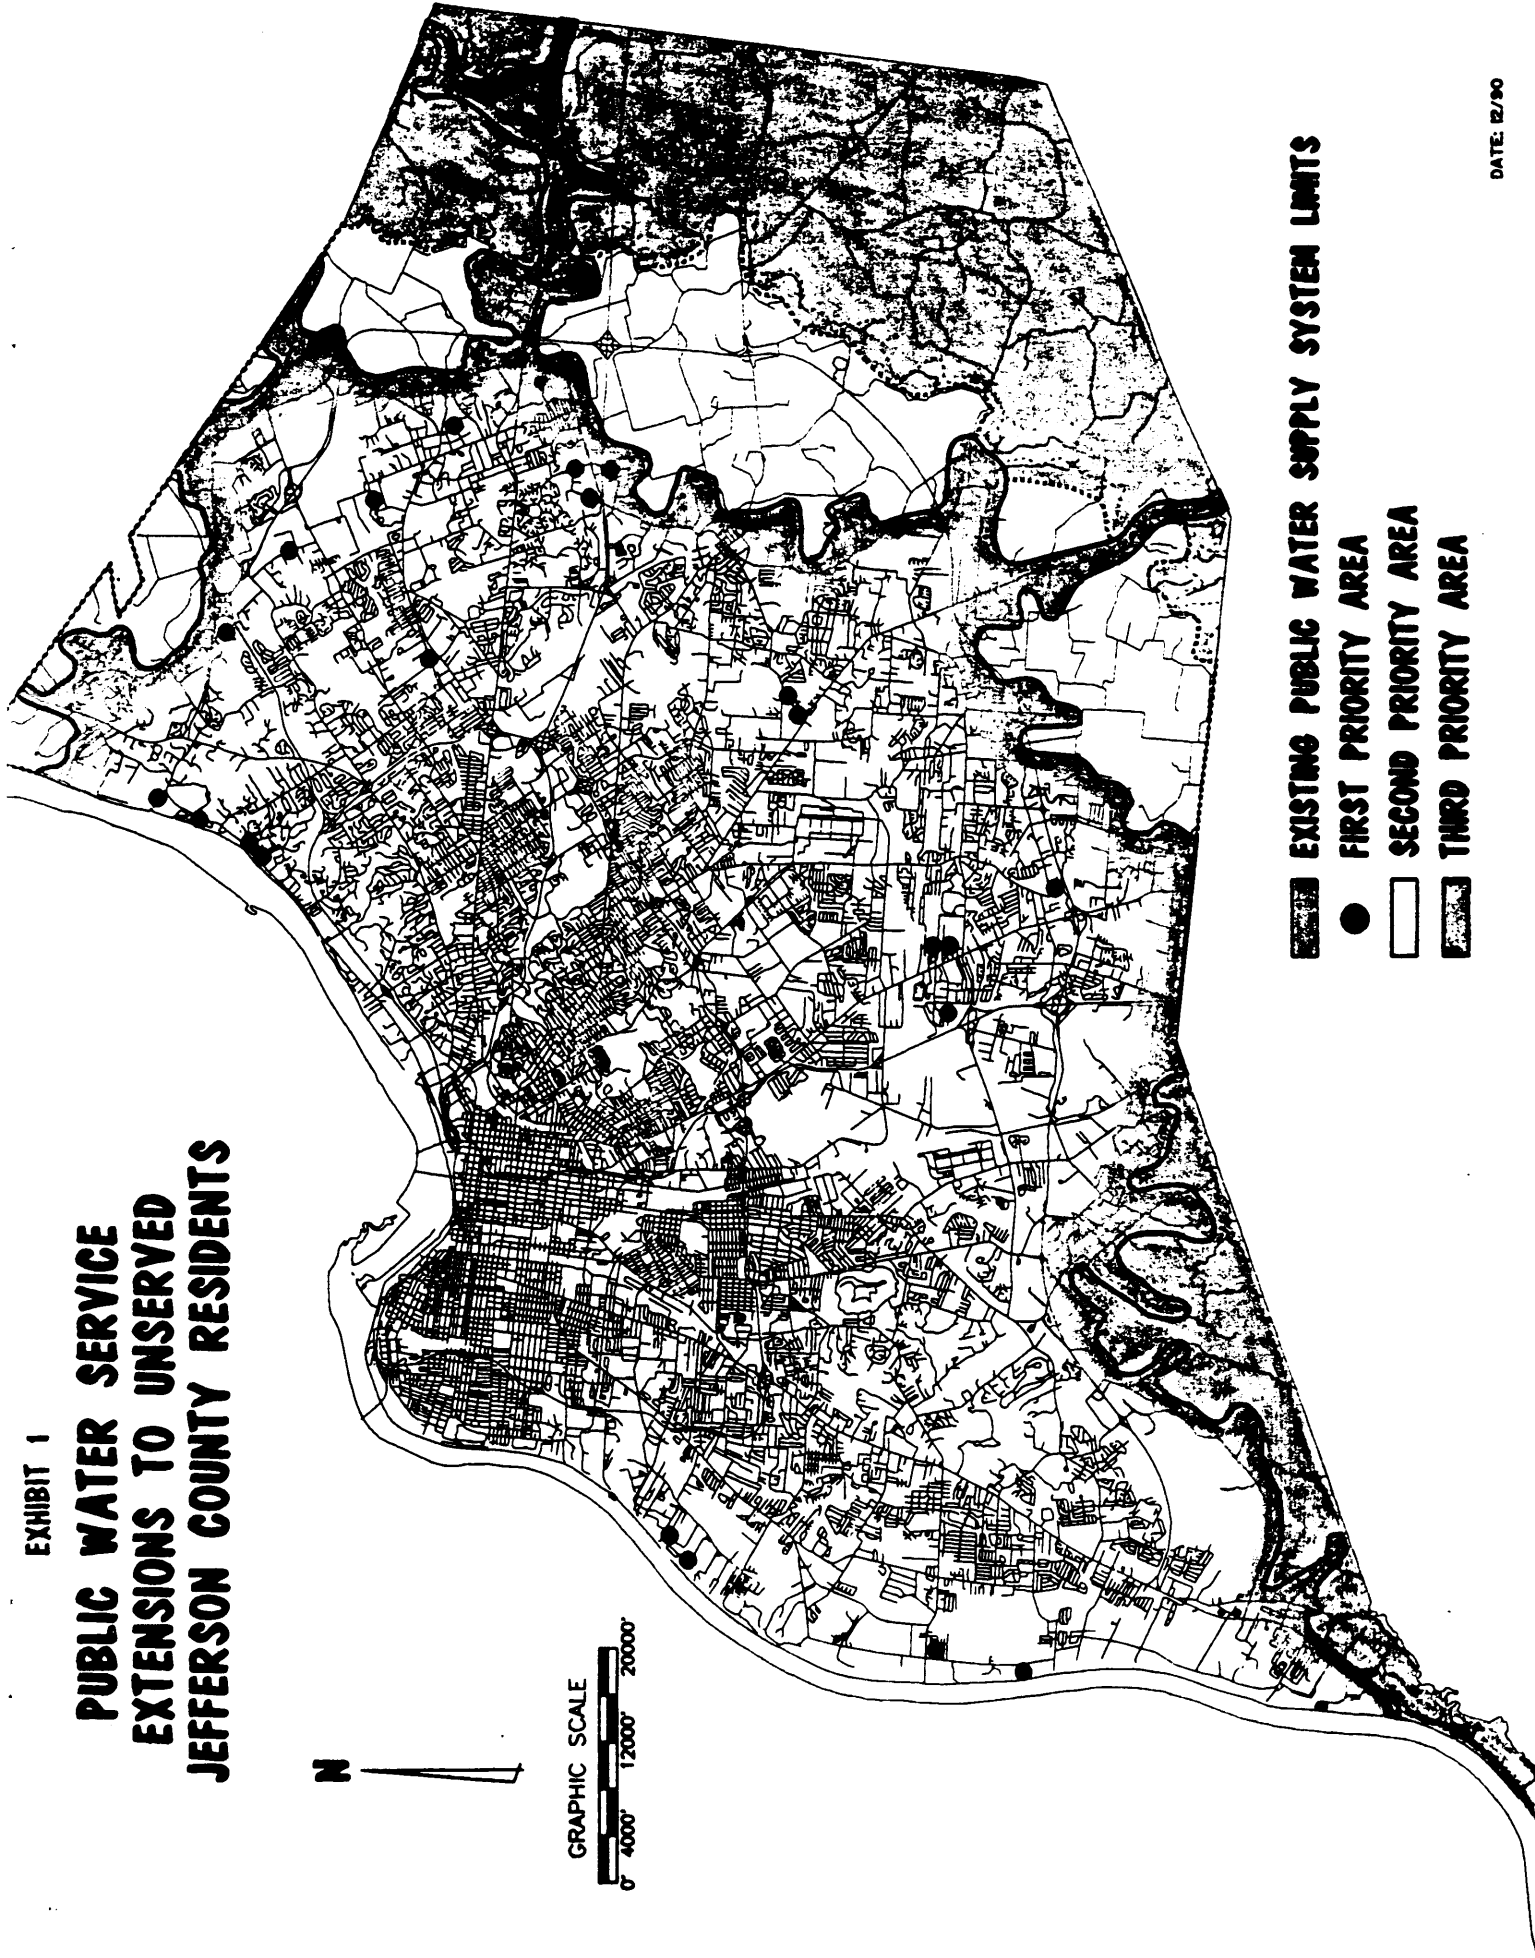 EXHIBIT 1
PUBLIC WATER SERVICE
EXTENSIONS TO UNSERVED
JEFFERSON COUNTY RESIDENTS
N
GRAPHIC SCALE
0' 4000' 12000' 20000'
EXISTING PUBLIC WATER SUPPLY SYSTEM LIMITS
FIRST PRIORITY AREA
SECOND PRIORITY AREA
THIRD PRIORITY AREA
DATE: 12/90